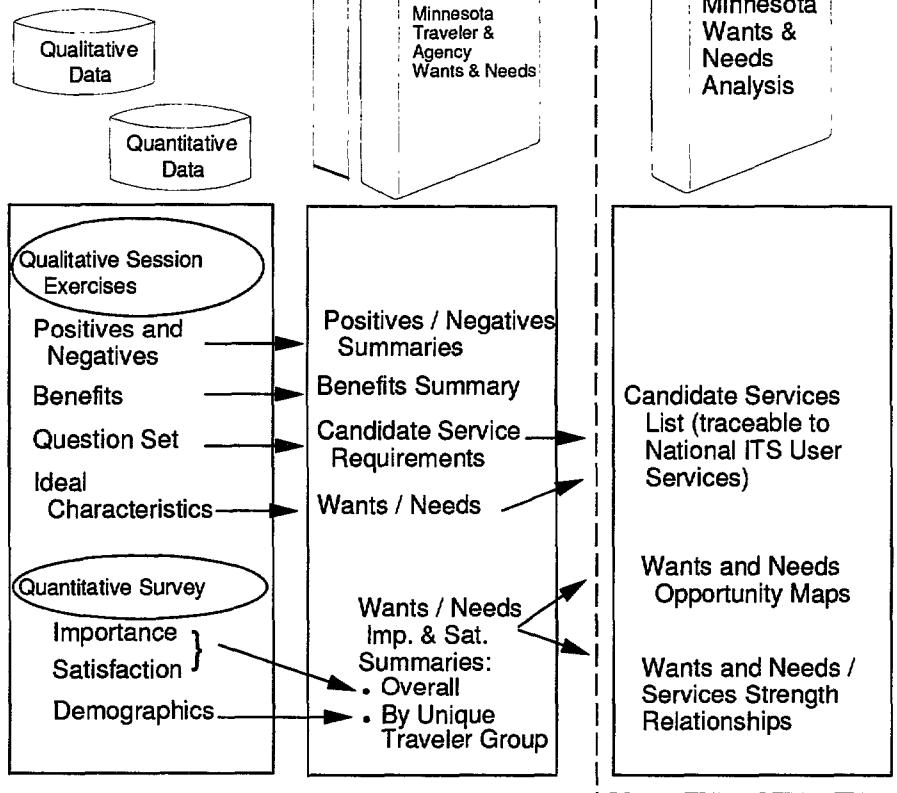 Qualitative
Data
Quantitative
Data
Minnesota
Traveler &
Agency
Wants & Needs
Minnesota
Wants &
Needs
Analysis
Qualitative Session
Exercises
Positives and
Negatives
Benefits
Question Set
Ideal
Characteristics
Quantitative Survey
Importance
Satisfaction }
Demographics
Positives / Negatives
Summaries
Benefits Summary
Candidate Service
Requirements
Wants / Needs
Wants / Needs
Imp. & Sat.
Summaries:
• Overall
• By Unique
Traveler Group
Candidate Services
List (traceable to
National ITS User
Services)
Wants and Needs
Opportunity Maps
Wants and Needs /
Services Strength
Relationships